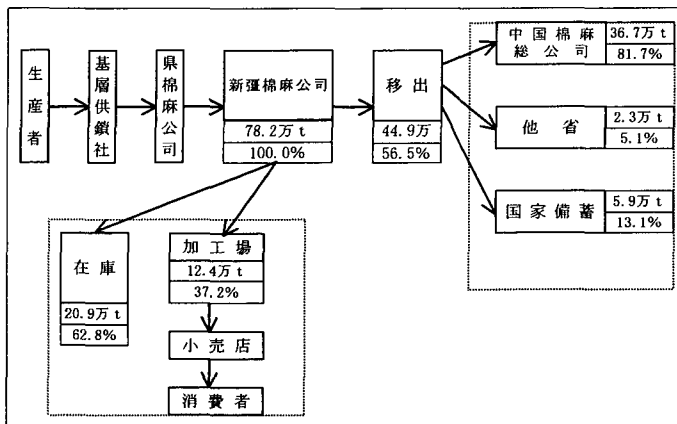 生産者
基層供鎖社
県棉麻公司
新疆棉麻公司
78.2万 t
100.0%
移出
44.9万
56.5%
中国棉麻
総公司
36.7万 t
81.7%
他省
2.3万 t
5.1%
国家備蓄
5.9万 t
13.1%
在庫
20.9万 t
62.8%
加工場
12.4万 t
37.2%
小売店
消費者